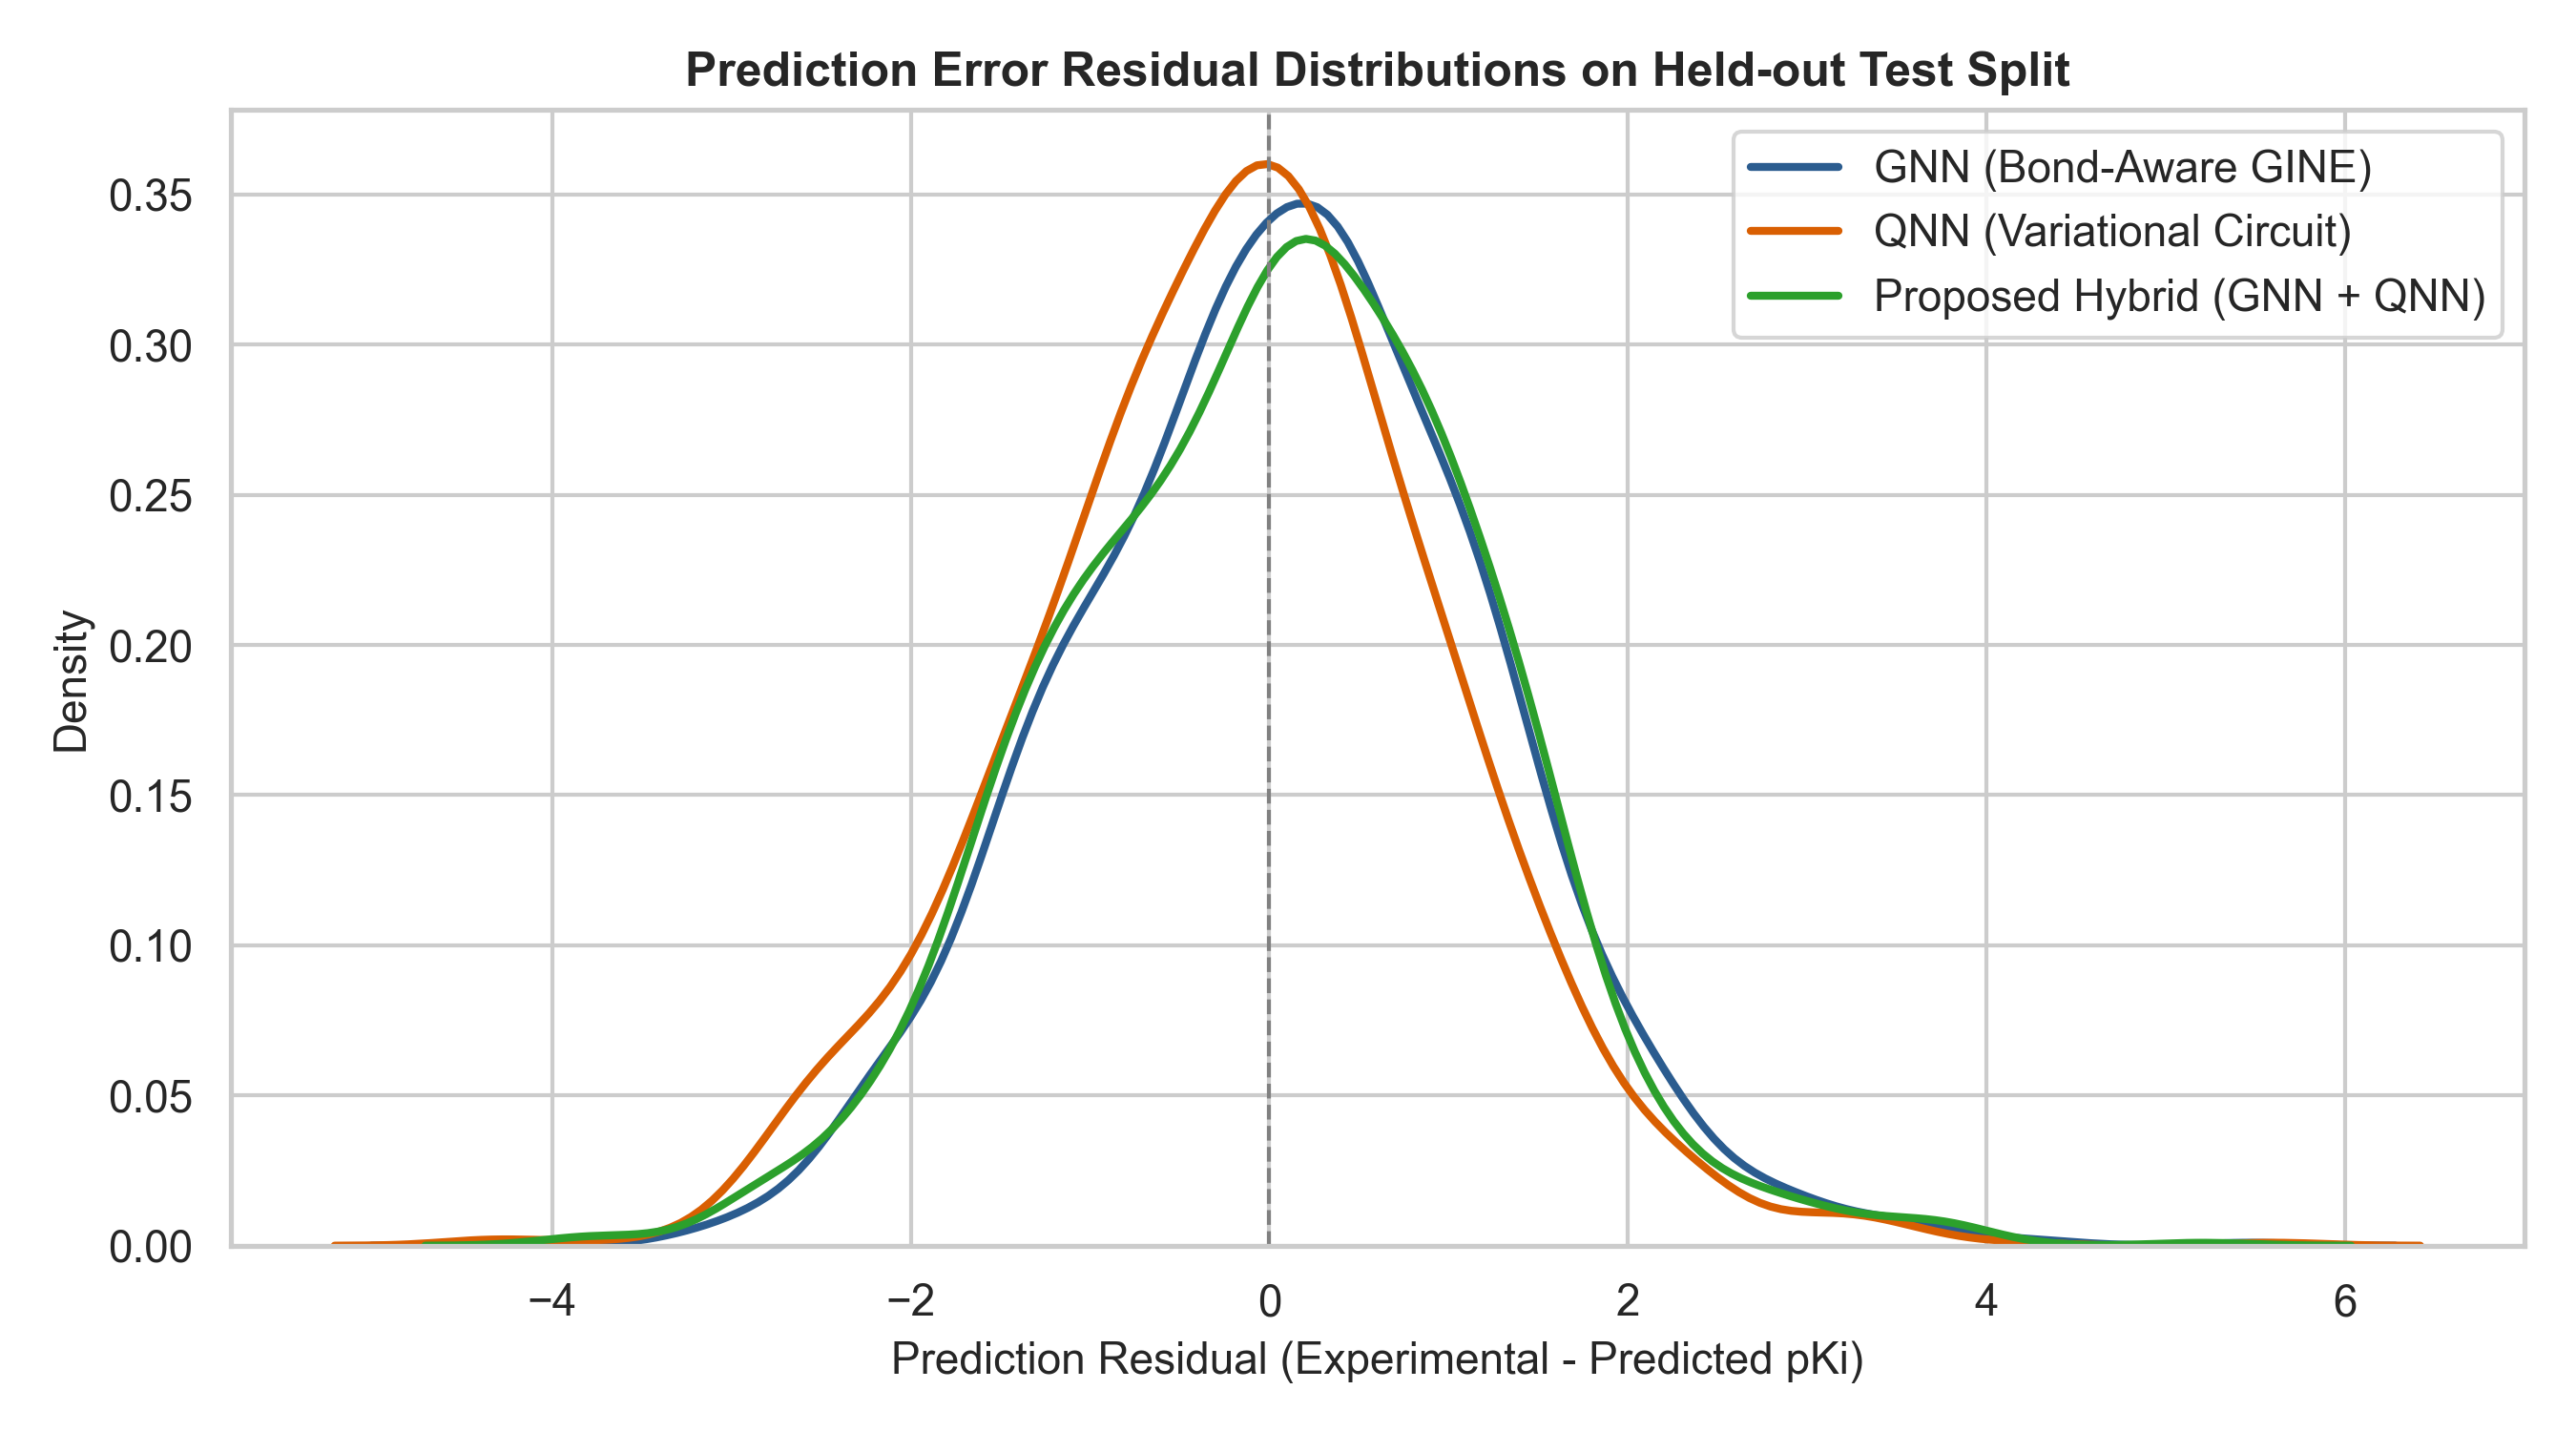 Prediction Error Residual Distributions on Held-out Test Split
GNN (Bond-Aware GINE)
QNN (Variational Circuit)
Proposed Hybrid (GNN + QNN)
0.35
0.30
0.25
0.20
0.15
0.10
0.05
0.00
Density
−4
−2
0
2
4
6
Prediction Residual (Experimental - Predicted pKi)